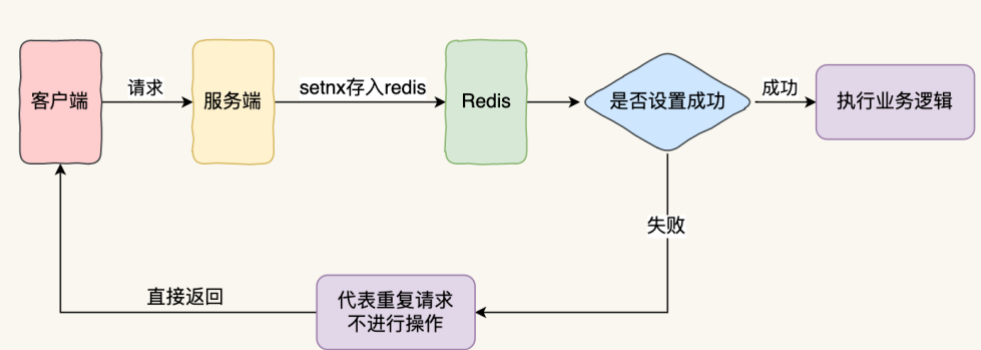 客户端
请求
服务端
setnx存入redis
Redis
是否设置成功
成功
执行业务逻辑
失败
代表重复请求
不进行操作
直接返回